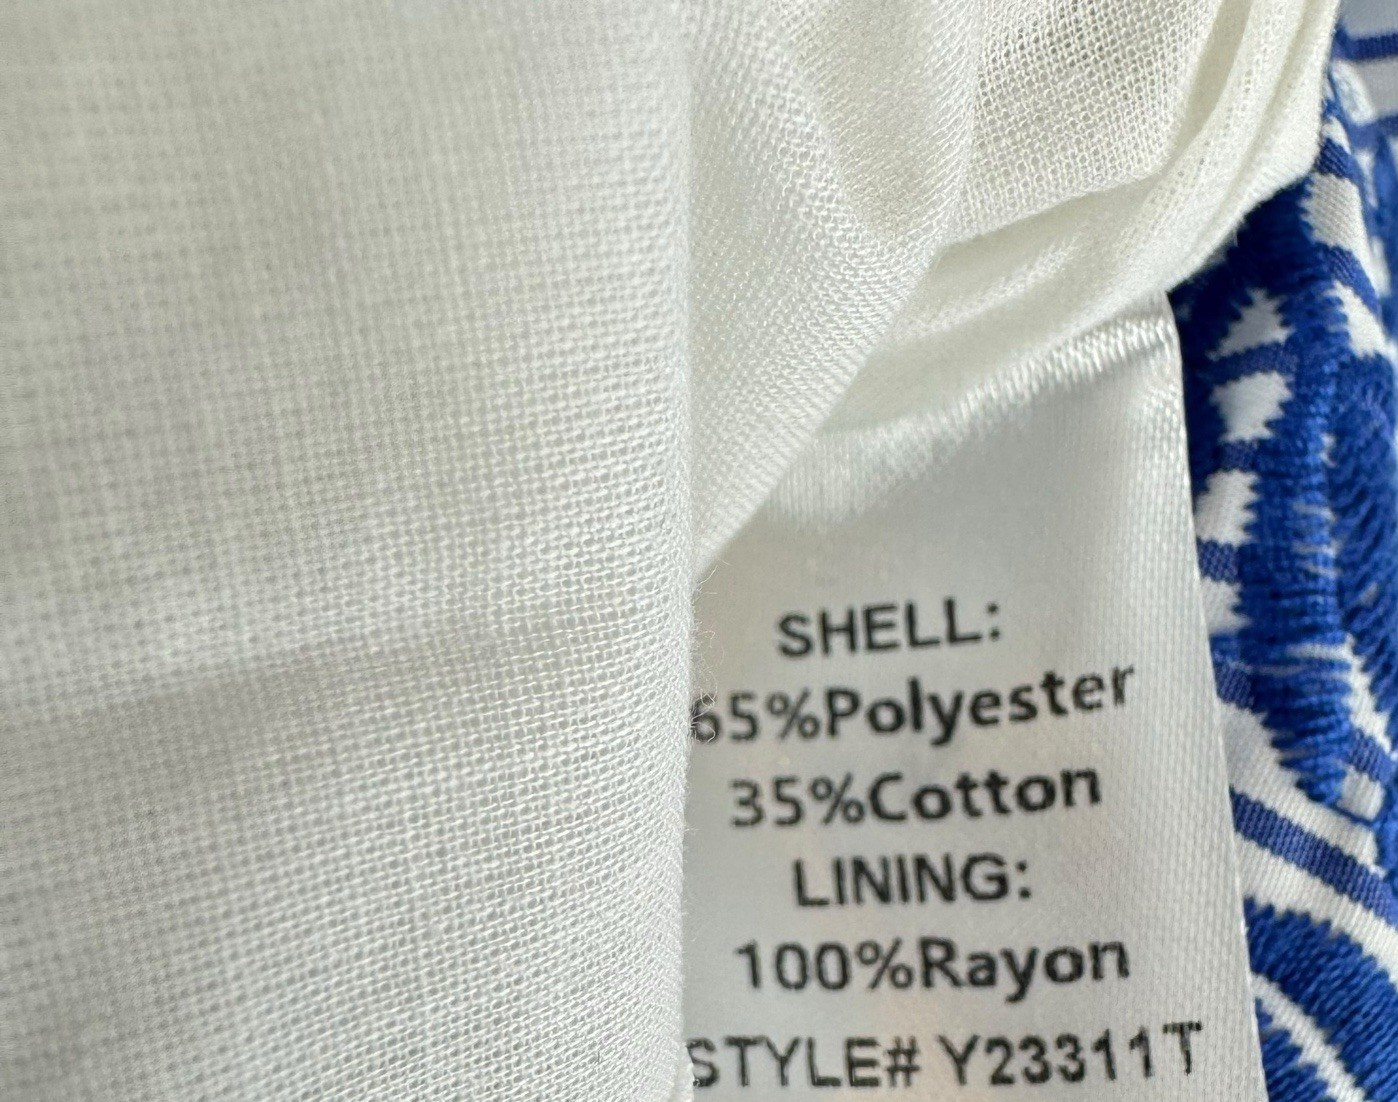 SHELL:
65%Polyester
35%Cotton
LINING:
100%Rayon
STYLE# Y23311T